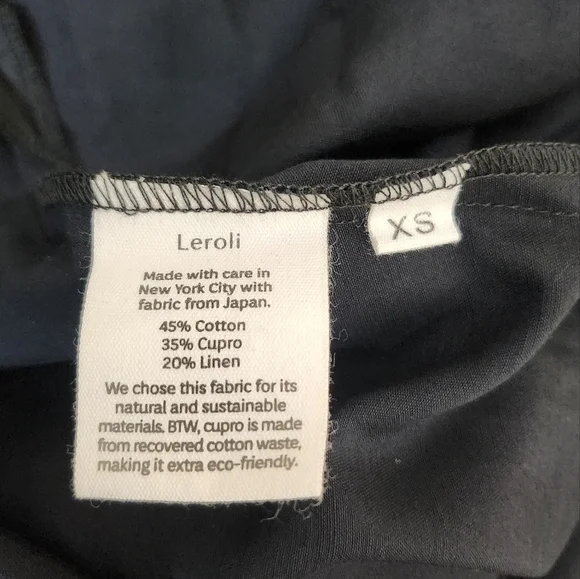 Leroli
Made with care in
New York City with
fabric from Japan.
45% Cotton
35% Cupro
20% Linen
We chose this fabric for its
natural and sustainable
materials. BTW, cupro is made
from recovered cotton waste,
making it extra eco-friendly.
XS